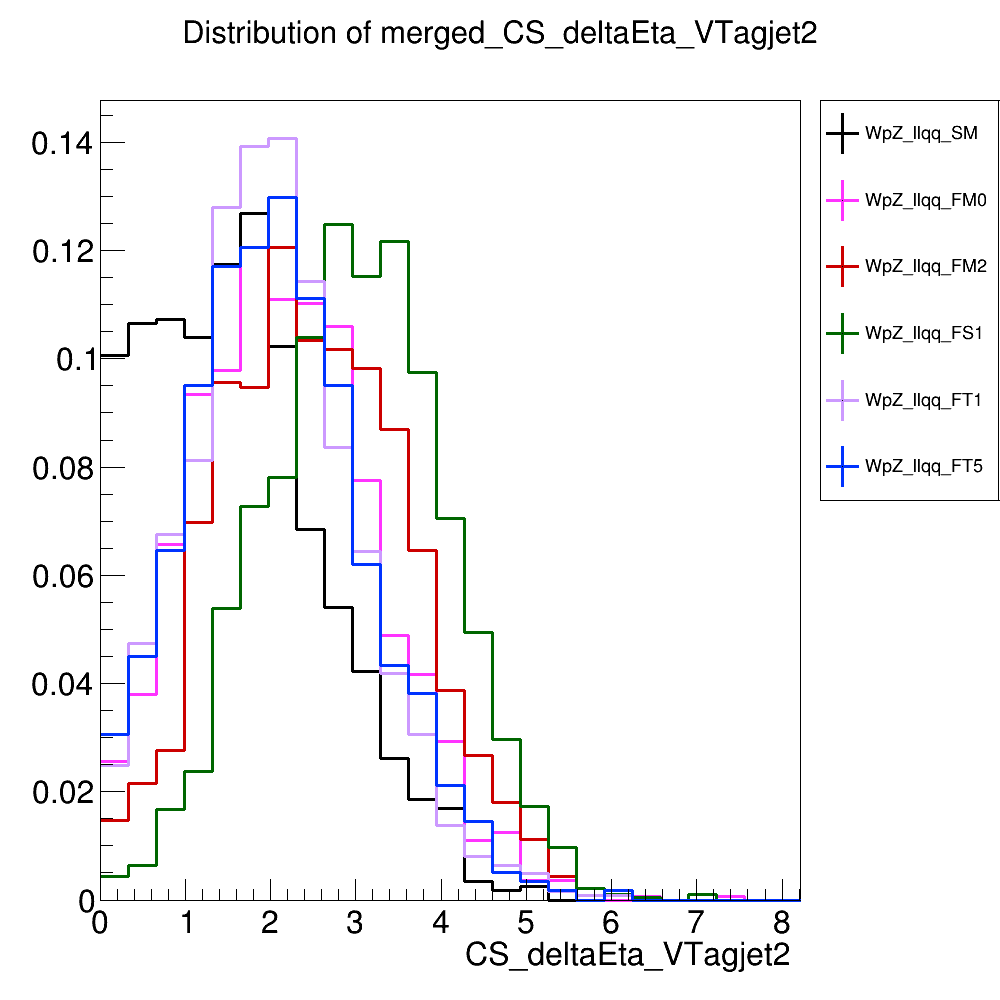 Distribution of merged_CS_deltaEta_VTagjet2
0.14
0.12
0.1
0.08
0.06
0.04
0.02
0
0 1 2 3 4 5 6 7 8
CS_deltaEta_VTagjet2
WpZ_llqq_SM
WpZ_llqq_FM0
WpZ_llqq_FM2
WpZ_llqq_FS1
WpZ_llqq_FT1
WpZ_llqq_FT5